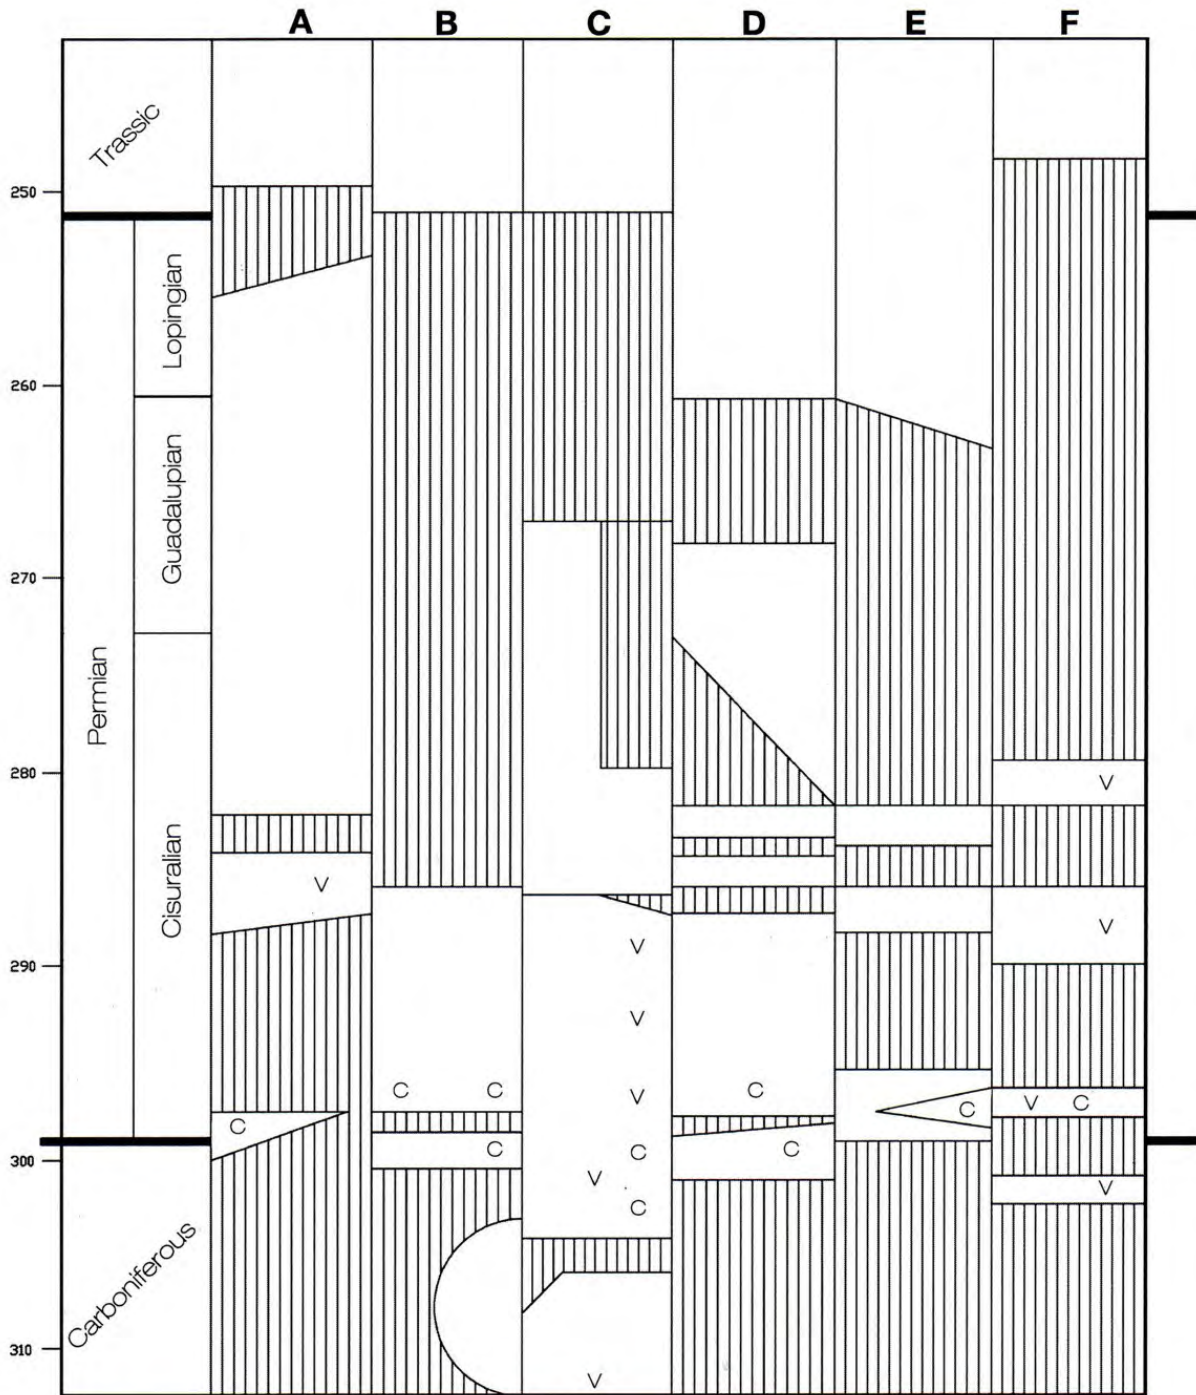 A B C D E F
Trassic
250
Lopingian
260
Guadalupian
270
Permian
280
V
Cisuralian
V
V
V
290
V
C C C V V C
C
C C C
300
V V
C
Carboniferous
310
V